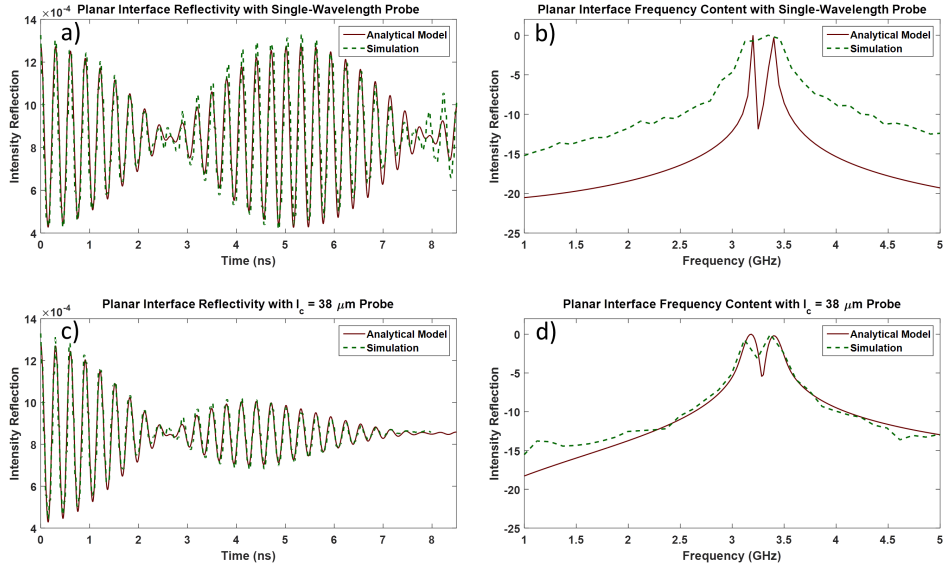 Planar Interface Reflectivity with Single-Wavelength Probe
a)
×10⁻⁴
14
12
10
8
6
4
Intensity Reflection
0 1 2 3 4 5 6 7 8
Time (ns)
Analytical Model
Simulation
Planar Interface Frequency Content with Single-Wavelength Probe
b)
0
-5
-10
-15
-20
-25
Intensity Reflection
1 1.5 2 2.5 3 3.5 4 4.5 5
Frequency (GHz)
Analytical Model
Simulation
Planar Interface Reflectivity with l_c = 38 μm Probe
c)
×10⁻⁴
14
12
10
8
6
4
Intensity Reflection
0 1 2 3 4 5 6 7 8
Time (ns)
Analytical Model
Simulation
Planar Interface Frequency Content with l_c = 38 μm Probe
d)
0
-5
-10
-15
-20
-25
Intensity Reflection
1 1.5 2 2.5 3 3.5 4 4.5 5
Frequency (GHz)
Analytical Model
Simulation